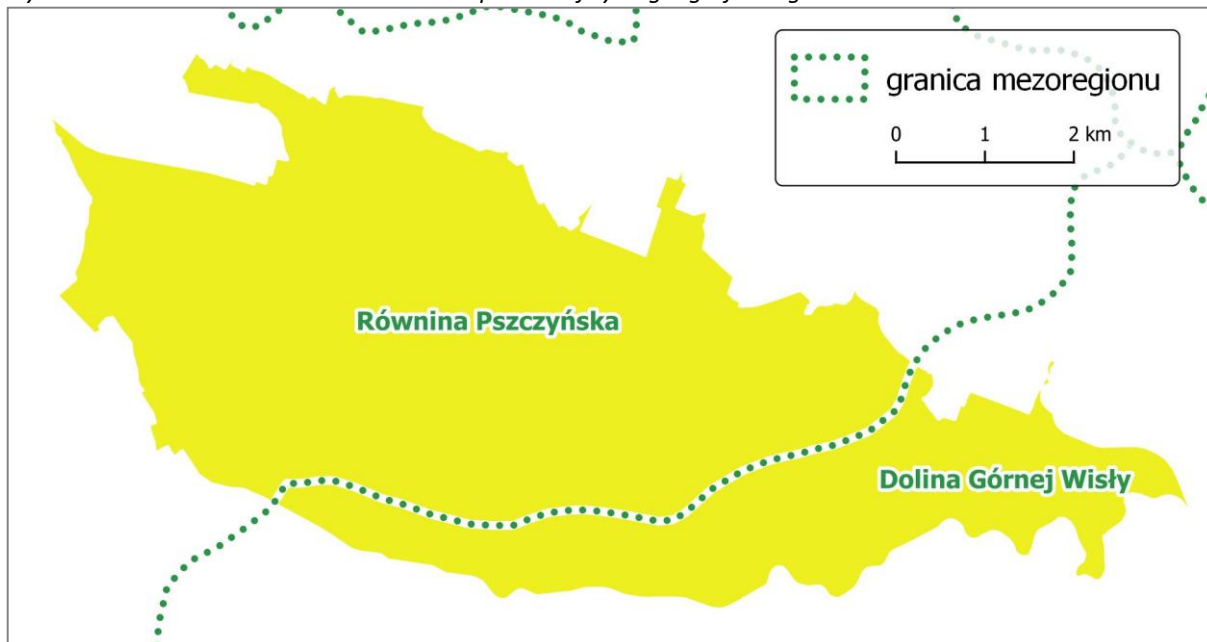 granica mezoregionu
0 1 2 km
Równina Pszczyńska
Dolina Górnej Wisły